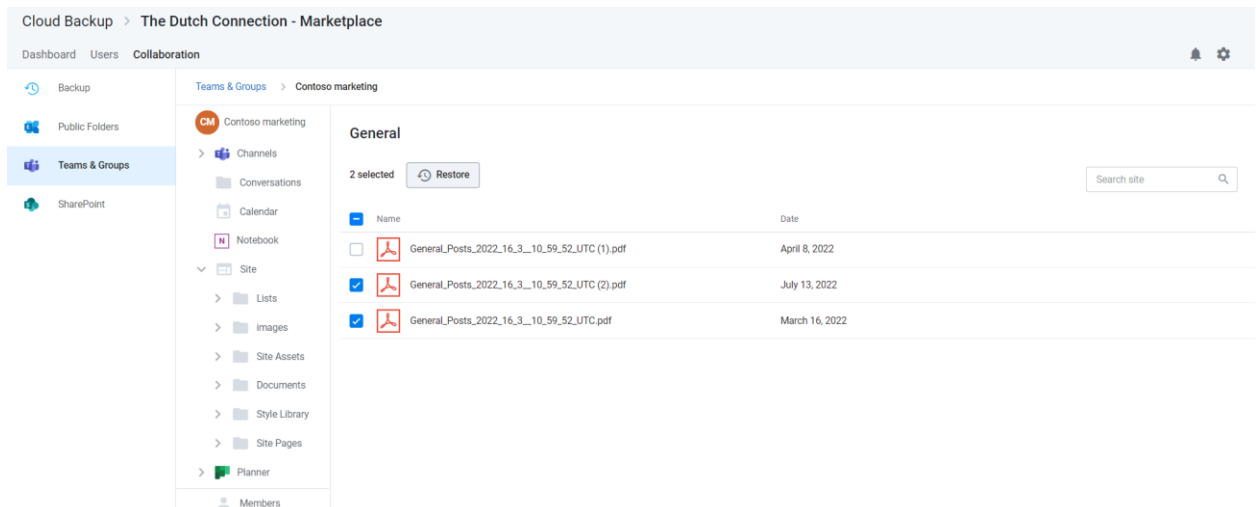 Cloud Backup > The Dutch Connection - Marketplace
Dashboard Users Collaboration
Backup
Public Folders
Teams & Groups
SharePoint
Teams & Groups > Contoso marketing
CM Contoso marketing
Channels
Conversations
Calendar
N Notebook
Site
Lists
images
Site Assets
Documents
Style Library
Site Pages
Planner
Members
General
2 selected Restore Search site
Name Date
General_Posts_2022_16_3__10_59_52_UTC (1).pdf April 8, 2022
General_Posts_2022_16_3__10_59_52_UTC (2).pdf July 13, 2022
General_Posts_2022_16_3__10_59_52_UTC.pdf March 16, 2022